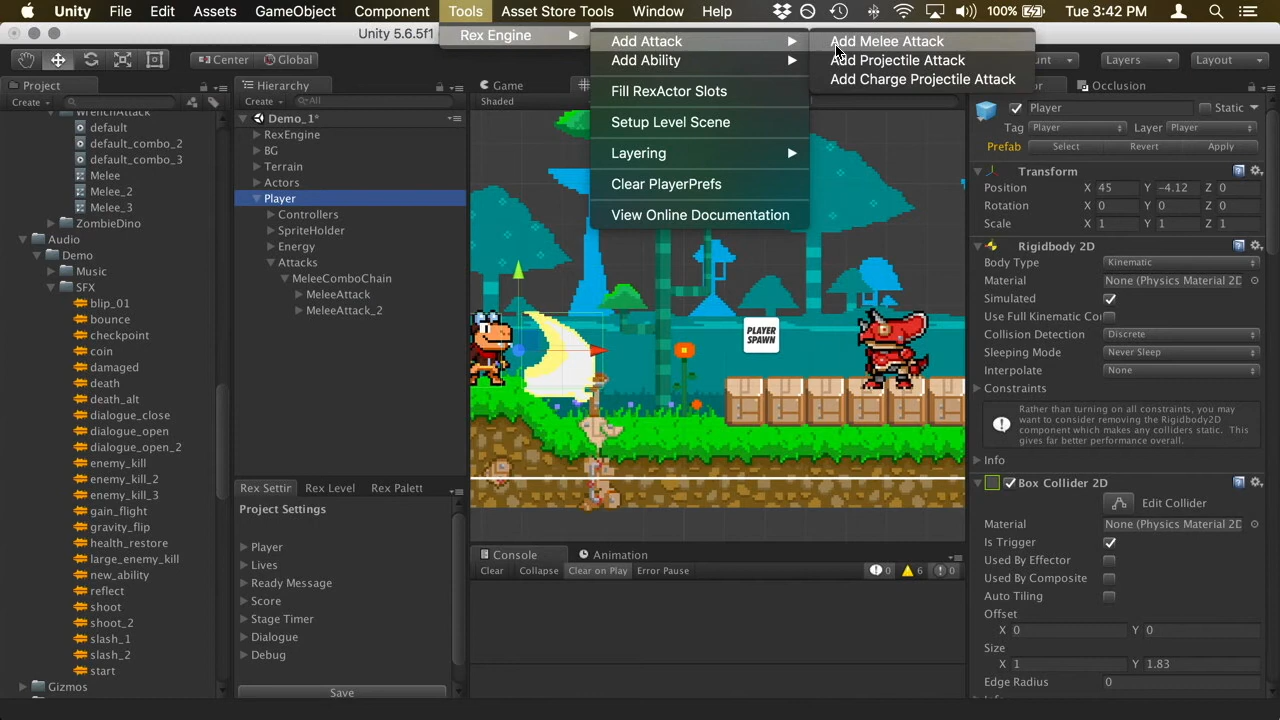 Unity File Edit Assets GameObject Component Tools Asset Store Tools Window Help 100% Tue 3:42 PM
Unity 5.6.5f1
Rex Engine
Add Attack
Add Ability
Fill RexActor Slots
Setup Level Scene
Layering
Clear PlayerPrefs
View Online Documentation
Add Melee Attack
Add Projectile Attack
Add Charge Projectile Attack
Center Global
Layers Layout
Project
Create
WrenchAttack
default
default_combo_2
default_combo_3
Melee
Melee_2
Melee_3
ZombieDino
Audio
Demo
Music
SFX
blip_01
bounce
checkpoint
coin
damaged
death
death_alt
dialogue_close
dialogue_open
dialogue_open_2
enemy_kill
enemy_kill_2
enemy_kill_3
gain_flight
gravity_flip
health_restore
large_enemy_kill
new_ability
reflect
shoot
shoot_2
slash_1
slash_2
start
Gizmos
Hierarchy
Create All
Demo_1*
RexEngine
BG
Terrain
Actors
Player
Controllers
SpriteHolder
Energy
Attacks
MeleeComboChain
MeleeAttack
MeleeAttack_2
Rex Settin Rex Level Rex Palett
Project Settings
Player
Lives
Ready Message
Score
Stage Timer
Dialogue
Debug
Save
Game
Shaded
PLAYER
SPAWN
Console Animation
Clear Collapse Clear on Play Error Pause 0 6 0
Occlusion
Player Static
Tag Player Layer Player
Prefab Select Revert Apply
Transform
Position X 45 Y -4.12 Z 0
Rotation X 0 Y 0 Z 0
Scale X 1 Y 1 Z 1
Rigidbody 2D
Body Type Kinematic
Material None (Physics Material 2D
Simulated
Use Full Kinematic Co
Collision Detection Discrete
Sleeping Mode Never Sleep
Interpolate None
Constraints
Rather than turning on all constraints, you may
want to consider removing the Rigidbody2D
component which makes any colliders static. This
gives far better performance overall.
Info
Box Collider 2D
Edit Collider
Material None (Physics Material 2D
Is Trigger
Used By Effector
Used By Composite
Auto Tiling
Offset
X 0 Y 0
Size
X 1 Y 1.83
Edge Radius 0